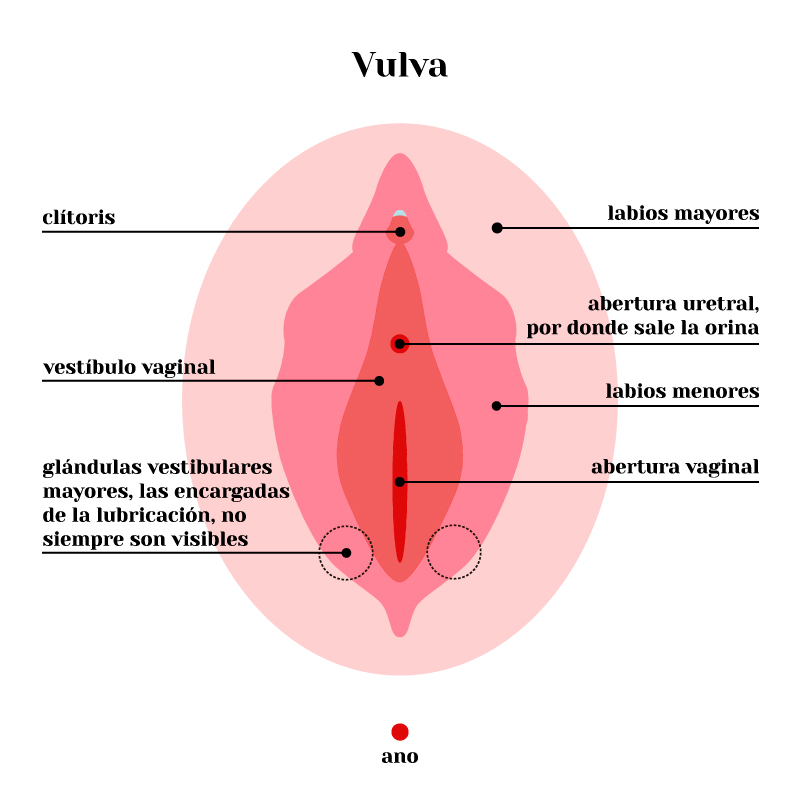 Vulva
clítoris
labios mayores
abertura uretral,
por donde sale la orina
vestíbulo vaginal
labios menores
abertura vaginal
glándulas vestibulares
mayores, las encargadas
de la lubricación, no
siempre son visibles
ano